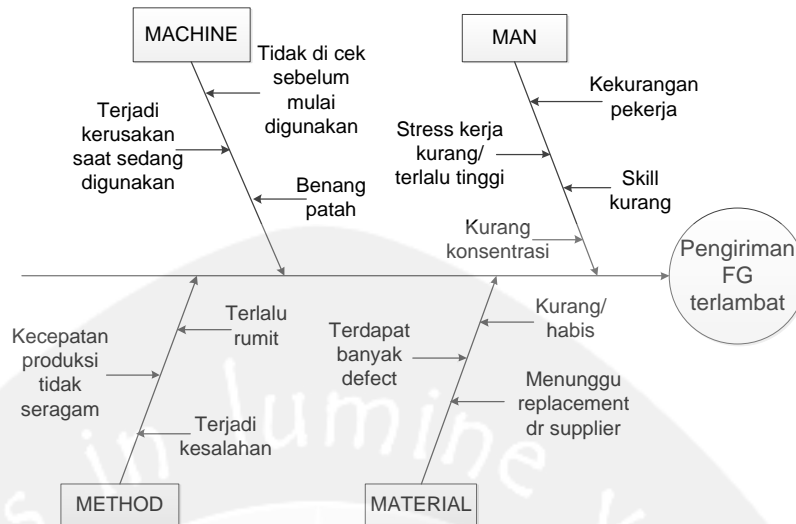 MACHINE
MAN
Tidak di cek
sebelum
mulai
digunakan
Terjadi
kerusakan
saat sedang
digunakan
Benang
patah
Kekurangan
pekerja
Stress kerja
kurang/
terlalu tinggi
Skill
kurang
Kurang
konsentrasi
Pengiriman
FG
terlambat
Terlalu
rumit
Kecepatan
produksi
tidak
seragam
Terjadi
kesalahan
Kurang/
habis
Terdapat
banyak
defect
Menunggu
replacement
dr supplier
METHOD
MATERIAL
in lumine